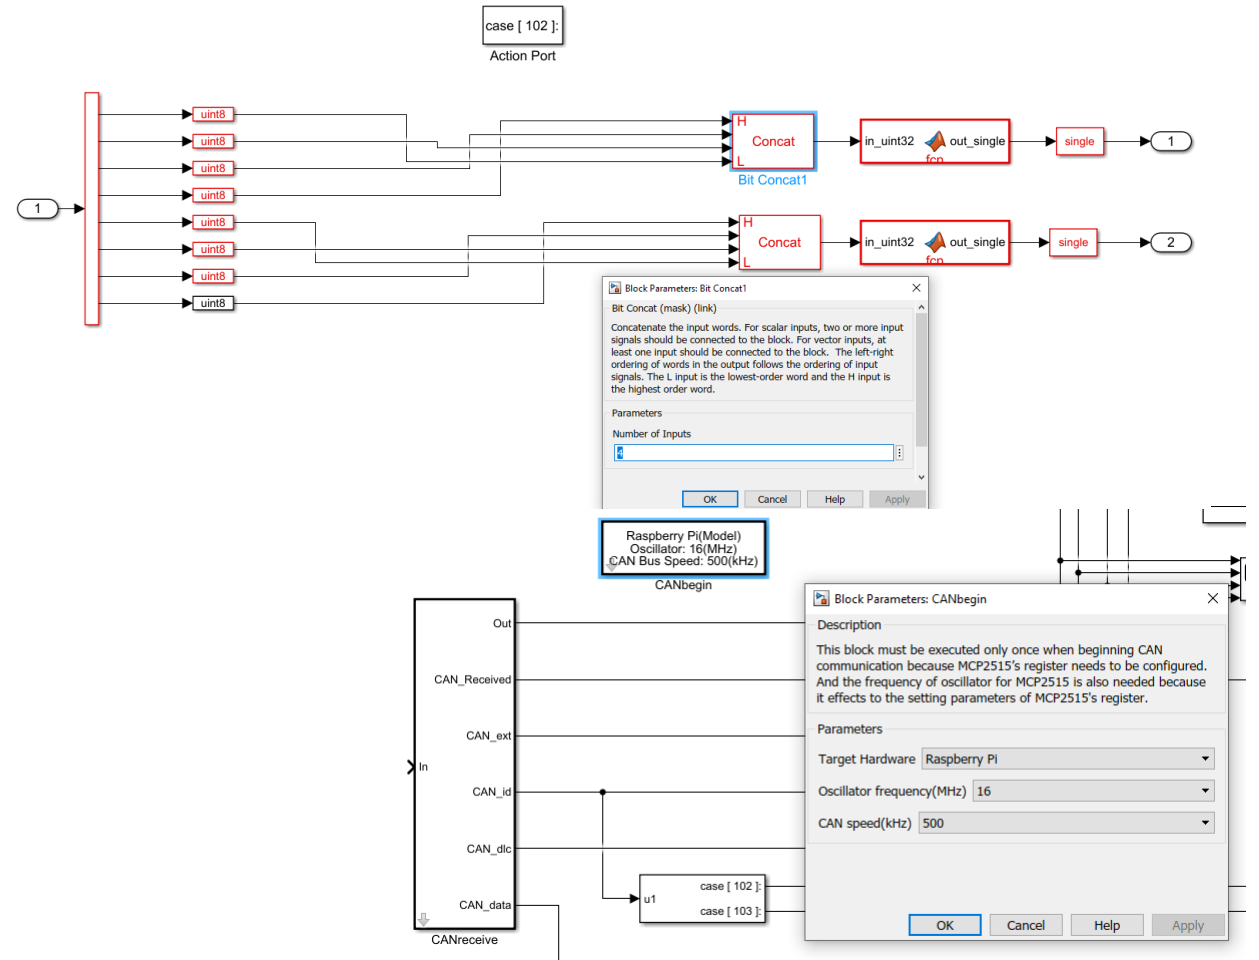 case [ 102 ]:
Action Port
1
uint8
uint8
uint8
uint8
uint8
uint8
uint8
uint8
H
Concat
L
Bit Concat1
in_uint32 out_single
fcn
single
1
H
Concat
L
in_uint32 out_single
fcn
single
2
Block Parameters: Bit Concat1
Bit Concat (mask) (link)
Concatenate the input words. For scalar inputs, two or more input
signals should be connected to the block. For vector inputs, at
least one input should be connected to the block. The left-right
ordering of words in the output follows the ordering of input
signals. The L input is the lowest-order word and the H input is
the highest order word.
Parameters
Number of Inputs
4
OK Cancel Help Apply
Raspberry Pi(Model)
Oscillator: 16(MHz)
CAN Bus Speed: 500(kHz)
CANbegin
In
Out
CAN_Received
CAN_ext
CAN_id
CAN_dlc
CAN_data
CANreceive
u1
case [ 102 ]:
case [ 103 ]:
Block Parameters: CANbegin
Description
This block must be executed only once when beginning CAN
communication because MCP2515's register needs to be configured.
And the frequency of oscillator for MCP2515 is also needed because
it effects to the setting parameters of MCP2515's register.
Parameters
Target Hardware Raspberry Pi
Oscillator frequency(MHz) 16
CAN speed(kHz) 500
OK Cancel Help Apply